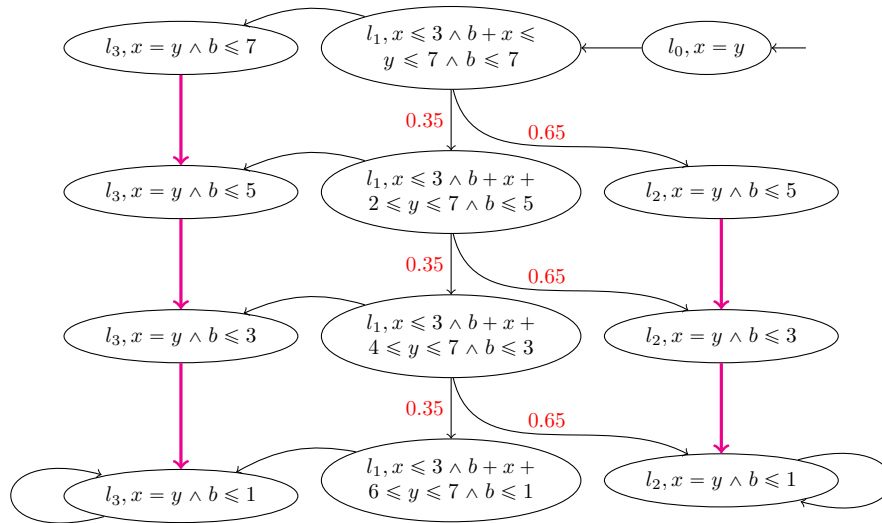 l₃, x = y ∧ b ⩽ 7
l₁, x ⩽ 3 ∧ b + x ⩽
y ⩽ 7 ∧ b ⩽ 7
l₀, x = y
0.35
0.65
l₃, x = y ∧ b ⩽ 5
l₁, x ⩽ 3 ∧ b + x +
2 ⩽ y ⩽ 7 ∧ b ⩽ 5
l₂, x = y ∧ b ⩽ 5
0.35
0.65
l₃, x = y ∧ b ⩽ 3
l₁, x ⩽ 3 ∧ b + x +
4 ⩽ y ⩽ 7 ∧ b ⩽ 3
l₂, x = y ∧ b ⩽ 3
0.35
0.65
l₃, x = y ∧ b ⩽ 1
l₁, x ⩽ 3 ∧ b + x +
6 ⩽ y ⩽ 7 ∧ b ⩽ 1
l₂, x = y ∧ b ⩽ 1